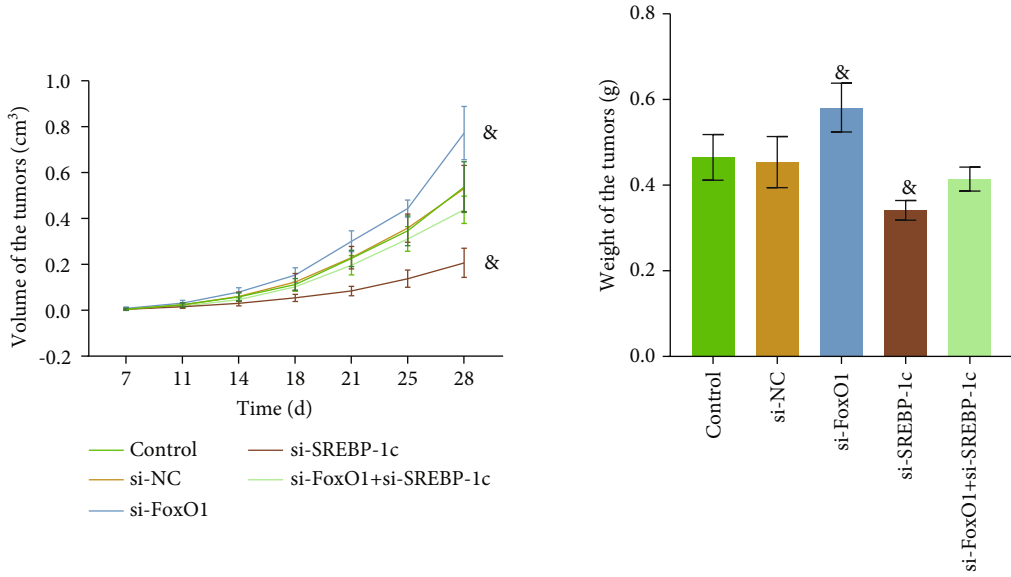 Volume of the tumors (cm³)
1.0
0.8
0.6
0.4
0.2
0.0
-0.2
&
&
7 11 14 18 21 25 28
Time (d)
Control
si-NC
si-FoxO1
si-SREBP-1c
si-FoxO1+si-SREBP-1c
Weight of the tumors (g)
0.8
0.6
0.4
0.2
0.0
&
&
Control
si-NC
si-FoxO1
si-SREBP-1c
si-FoxO1+si-SREBP-1c